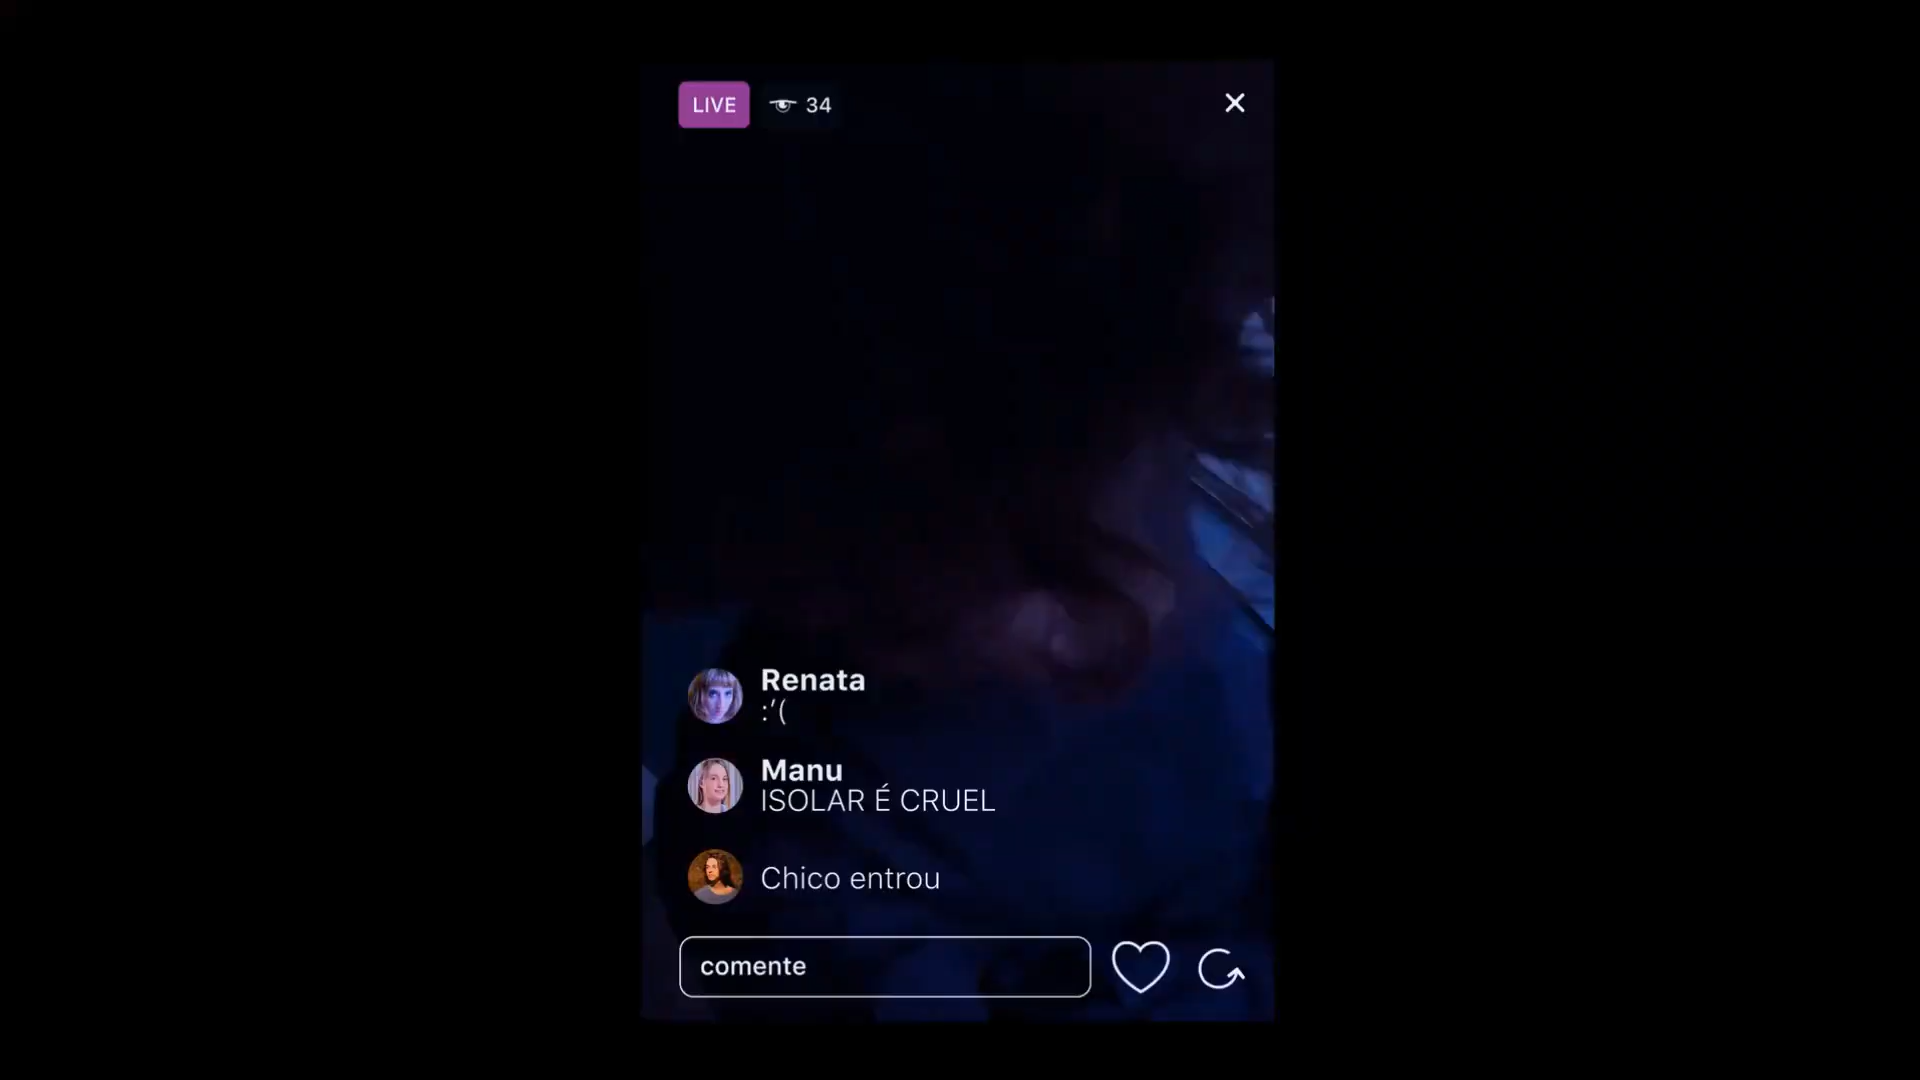 LIVE 34
Renata
:'(
Manu
ISOLAR É CRUEL
Chico entrou
comente